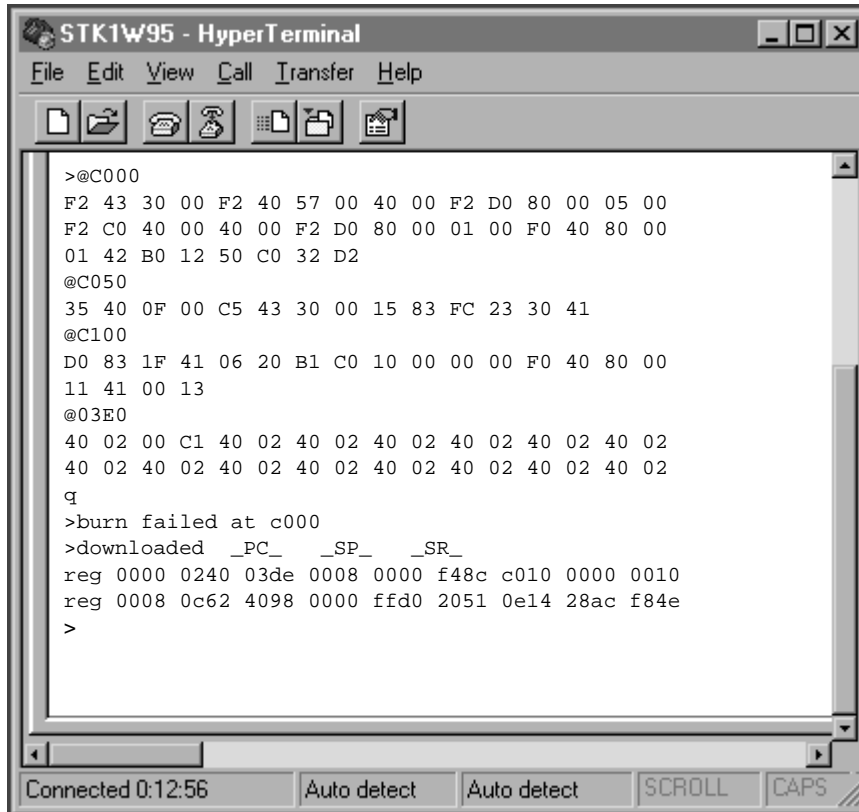 STK1W95 - HyperTerminal
File Edit View Call Transfer Help
>@C000
F2 43 30 00 F2 40 57 00 40 00 F2 D0 80 00 05 00
F2 C0 40 00 40 00 F2 D0 80 00 01 00 F0 40 80 00
01 42 B0 12 50 C0 32 D2
@C050
35 40 0F 00 C5 43 30 00 15 83 FC 23 30 41
@C100
D0 83 1F 41 06 20 B1 C0 10 00 00 00 F0 40 80 00
11 41 00 13
@03E0
40 02 00 C1 40 02 40 02 40 02 40 02 40 02 40 02
40 02 40 02 40 02 40 02 40 02 40 02 40 02 40 02
q
>burn failed at c000
>downloaded _PC_ _SP_ _SR_
reg 0000 0240 03de 0008 0000 f48c c010 0000 0010
reg 0008 0c62 4098 0000 ffd0 2051 0e14 28ac f84e
>
Connected 0:12:56 Auto detect Auto detect SCROLL CAPS